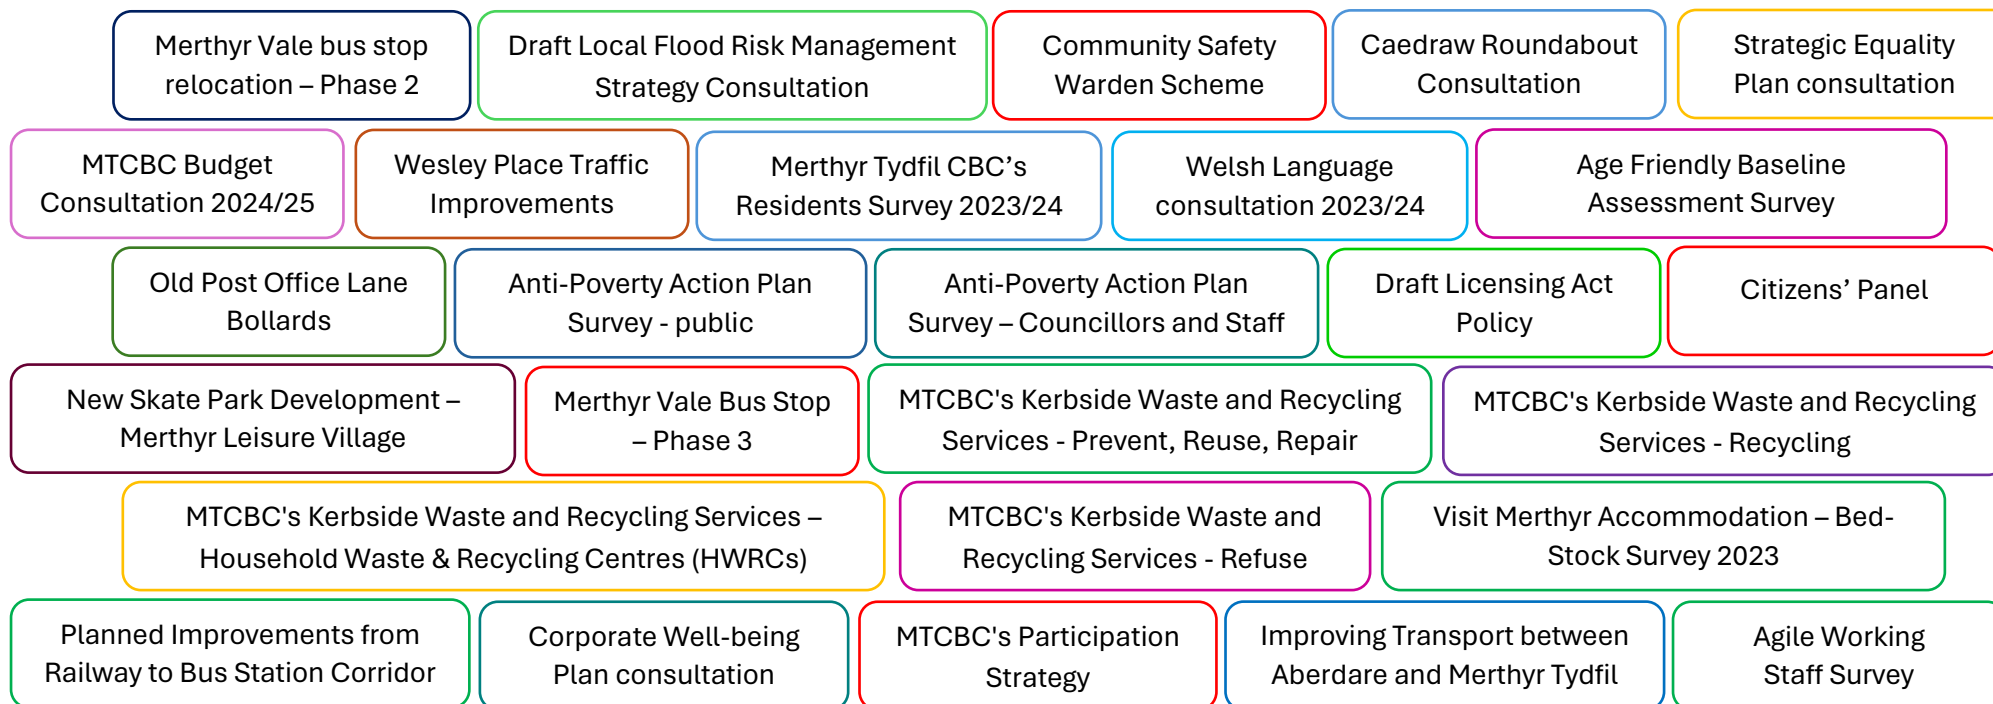 Merthyr Vale bus stop
relocation – Phase 2
Draft Local Flood Risk Management
Strategy Consultation
Community Safety
Warden Scheme
Caedraw Roundabout
Consultation
Strategic Equality
Plan consultation
MTCBC Budget
Consultation 2024/25
Wesley Place Traffic
Improvements
Merthyr Tydfil CBC’s
Residents Survey 2023/24
Welsh Language
consultation 2023/24
Age Friendly Baseline
Assessment Survey
Old Post Office Lane
Bollards
Anti-Poverty Action Plan
Survey - public
Anti-Poverty Action Plan
Survey – Councillors and Staff
Draft Licensing Act
Policy
Citizens’ Panel
New Skate Park Development –
Merthyr Leisure Village
Merthyr Vale Bus Stop
– Phase 3
MTCBC's Kerbside Waste and Recycling
Services - Prevent, Reuse, Repair
MTCBC's Kerbside Waste and Recycling
Services - Recycling
MTCBC's Kerbside Waste and Recycling Services –
Household Waste & Recycling Centres (HWRCs)
MTCBC's Kerbside Waste and
Recycling Services - Refuse
Visit Merthyr Accommodation – Bed-
Stock Survey 2023
Planned Improvements from
Railway to Bus Station Corridor
Corporate Well-being
Plan consultation
MTCBC's Participation
Strategy
Improving Transport between
Aberdare and Merthyr Tydfil
Agile Working
Staff Survey